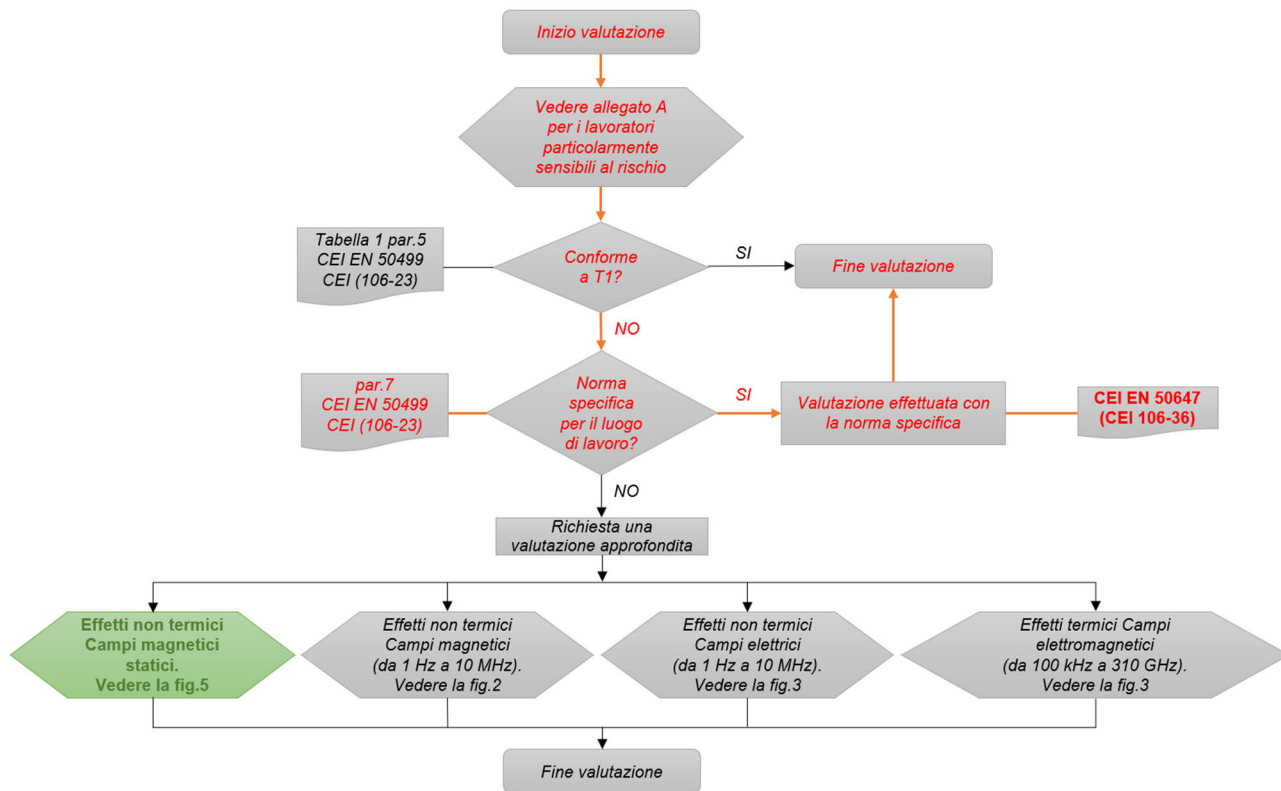 Inizio valutazione
Vedere allegato A
per i lavoratori
particolarmente
sensibili al rischio
Tabella 1 par.5
CEI EN 50499
CEI (106-23)
Conforme
a T1?
SI
Fine valutazione
NO
par.7
CEI EN 50499
CEI (106-23)
Norma
specifica
per il luogo
di lavoro?
SI
Valutazione effettuata con
la norma specifica
CEI EN 50647
(CEI 106-36)
NO
Richiesta una
valutazione approfondita
Effetti non termici
Campi magnetici
statici.
Vedere la fig.5
Effetti non termici
Campi magnetici
(da 1 Hz a 10 MHz).
Vedere la fig.2
Effetti non termici
Campi elettrici
(da 1 Hz a 10 MHz).
Vedere la fig.3
Effetti termici Campi
elettromagnetici
(da 100 kHz a 310 GHz).
Vedere la fig.3
Fine valutazione